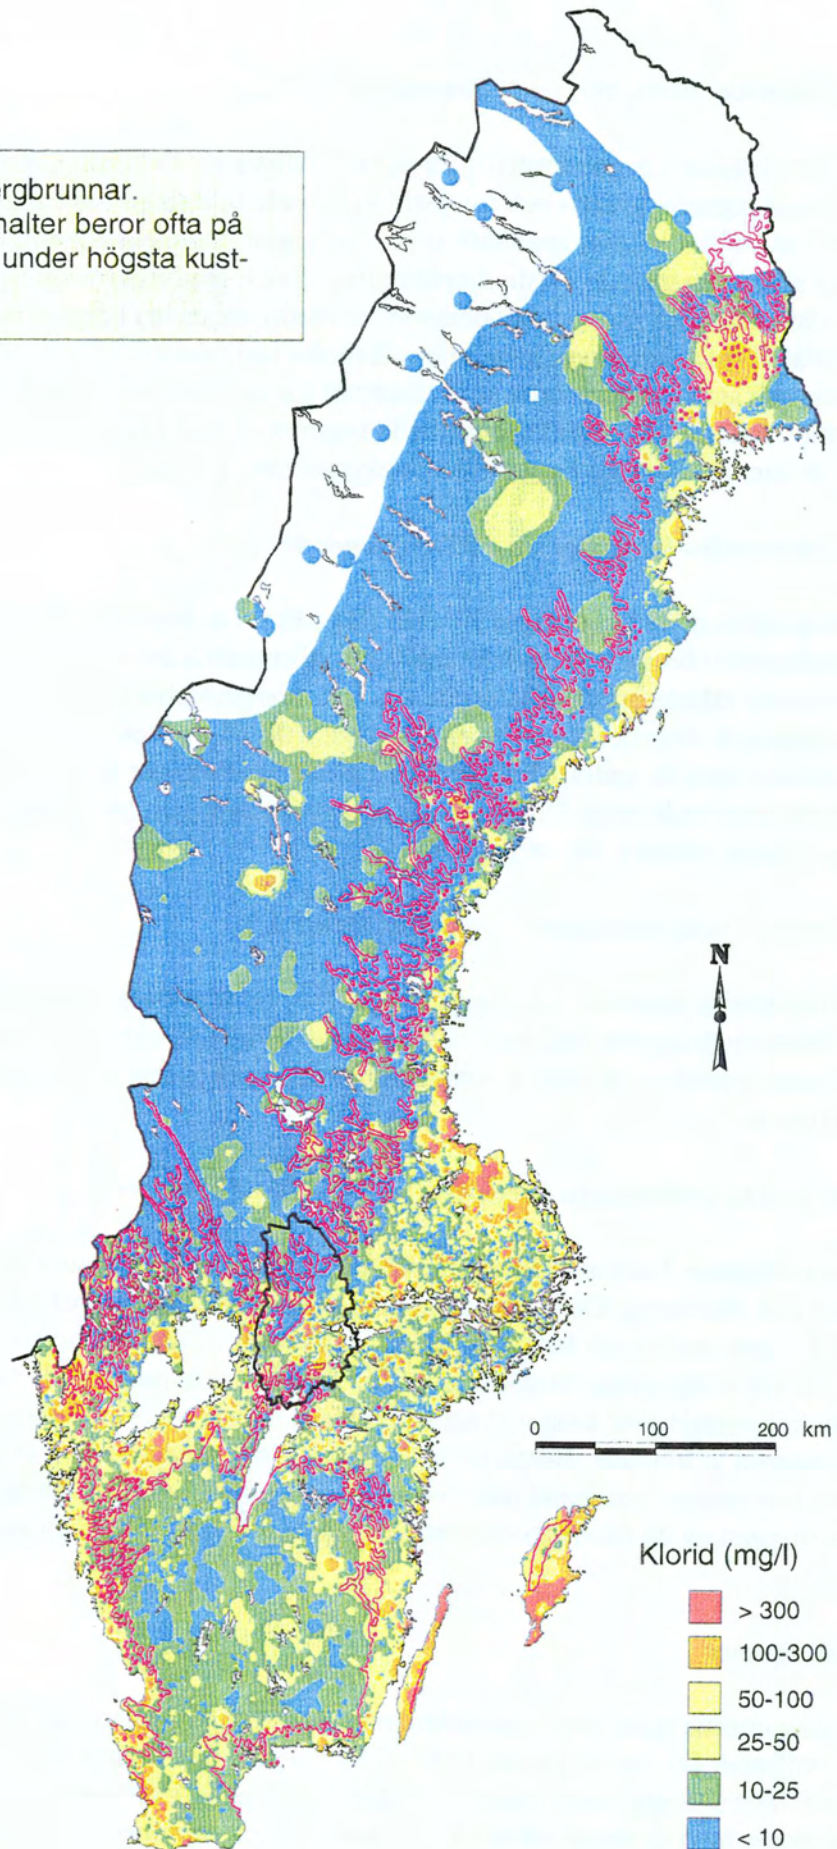 ergbrunnar.
halter beror ofta på
under högsta kust-
N
0 100 200 km
Klorid (mg/l)
> 300
100-300
50-100
25-50
10-25
< 10